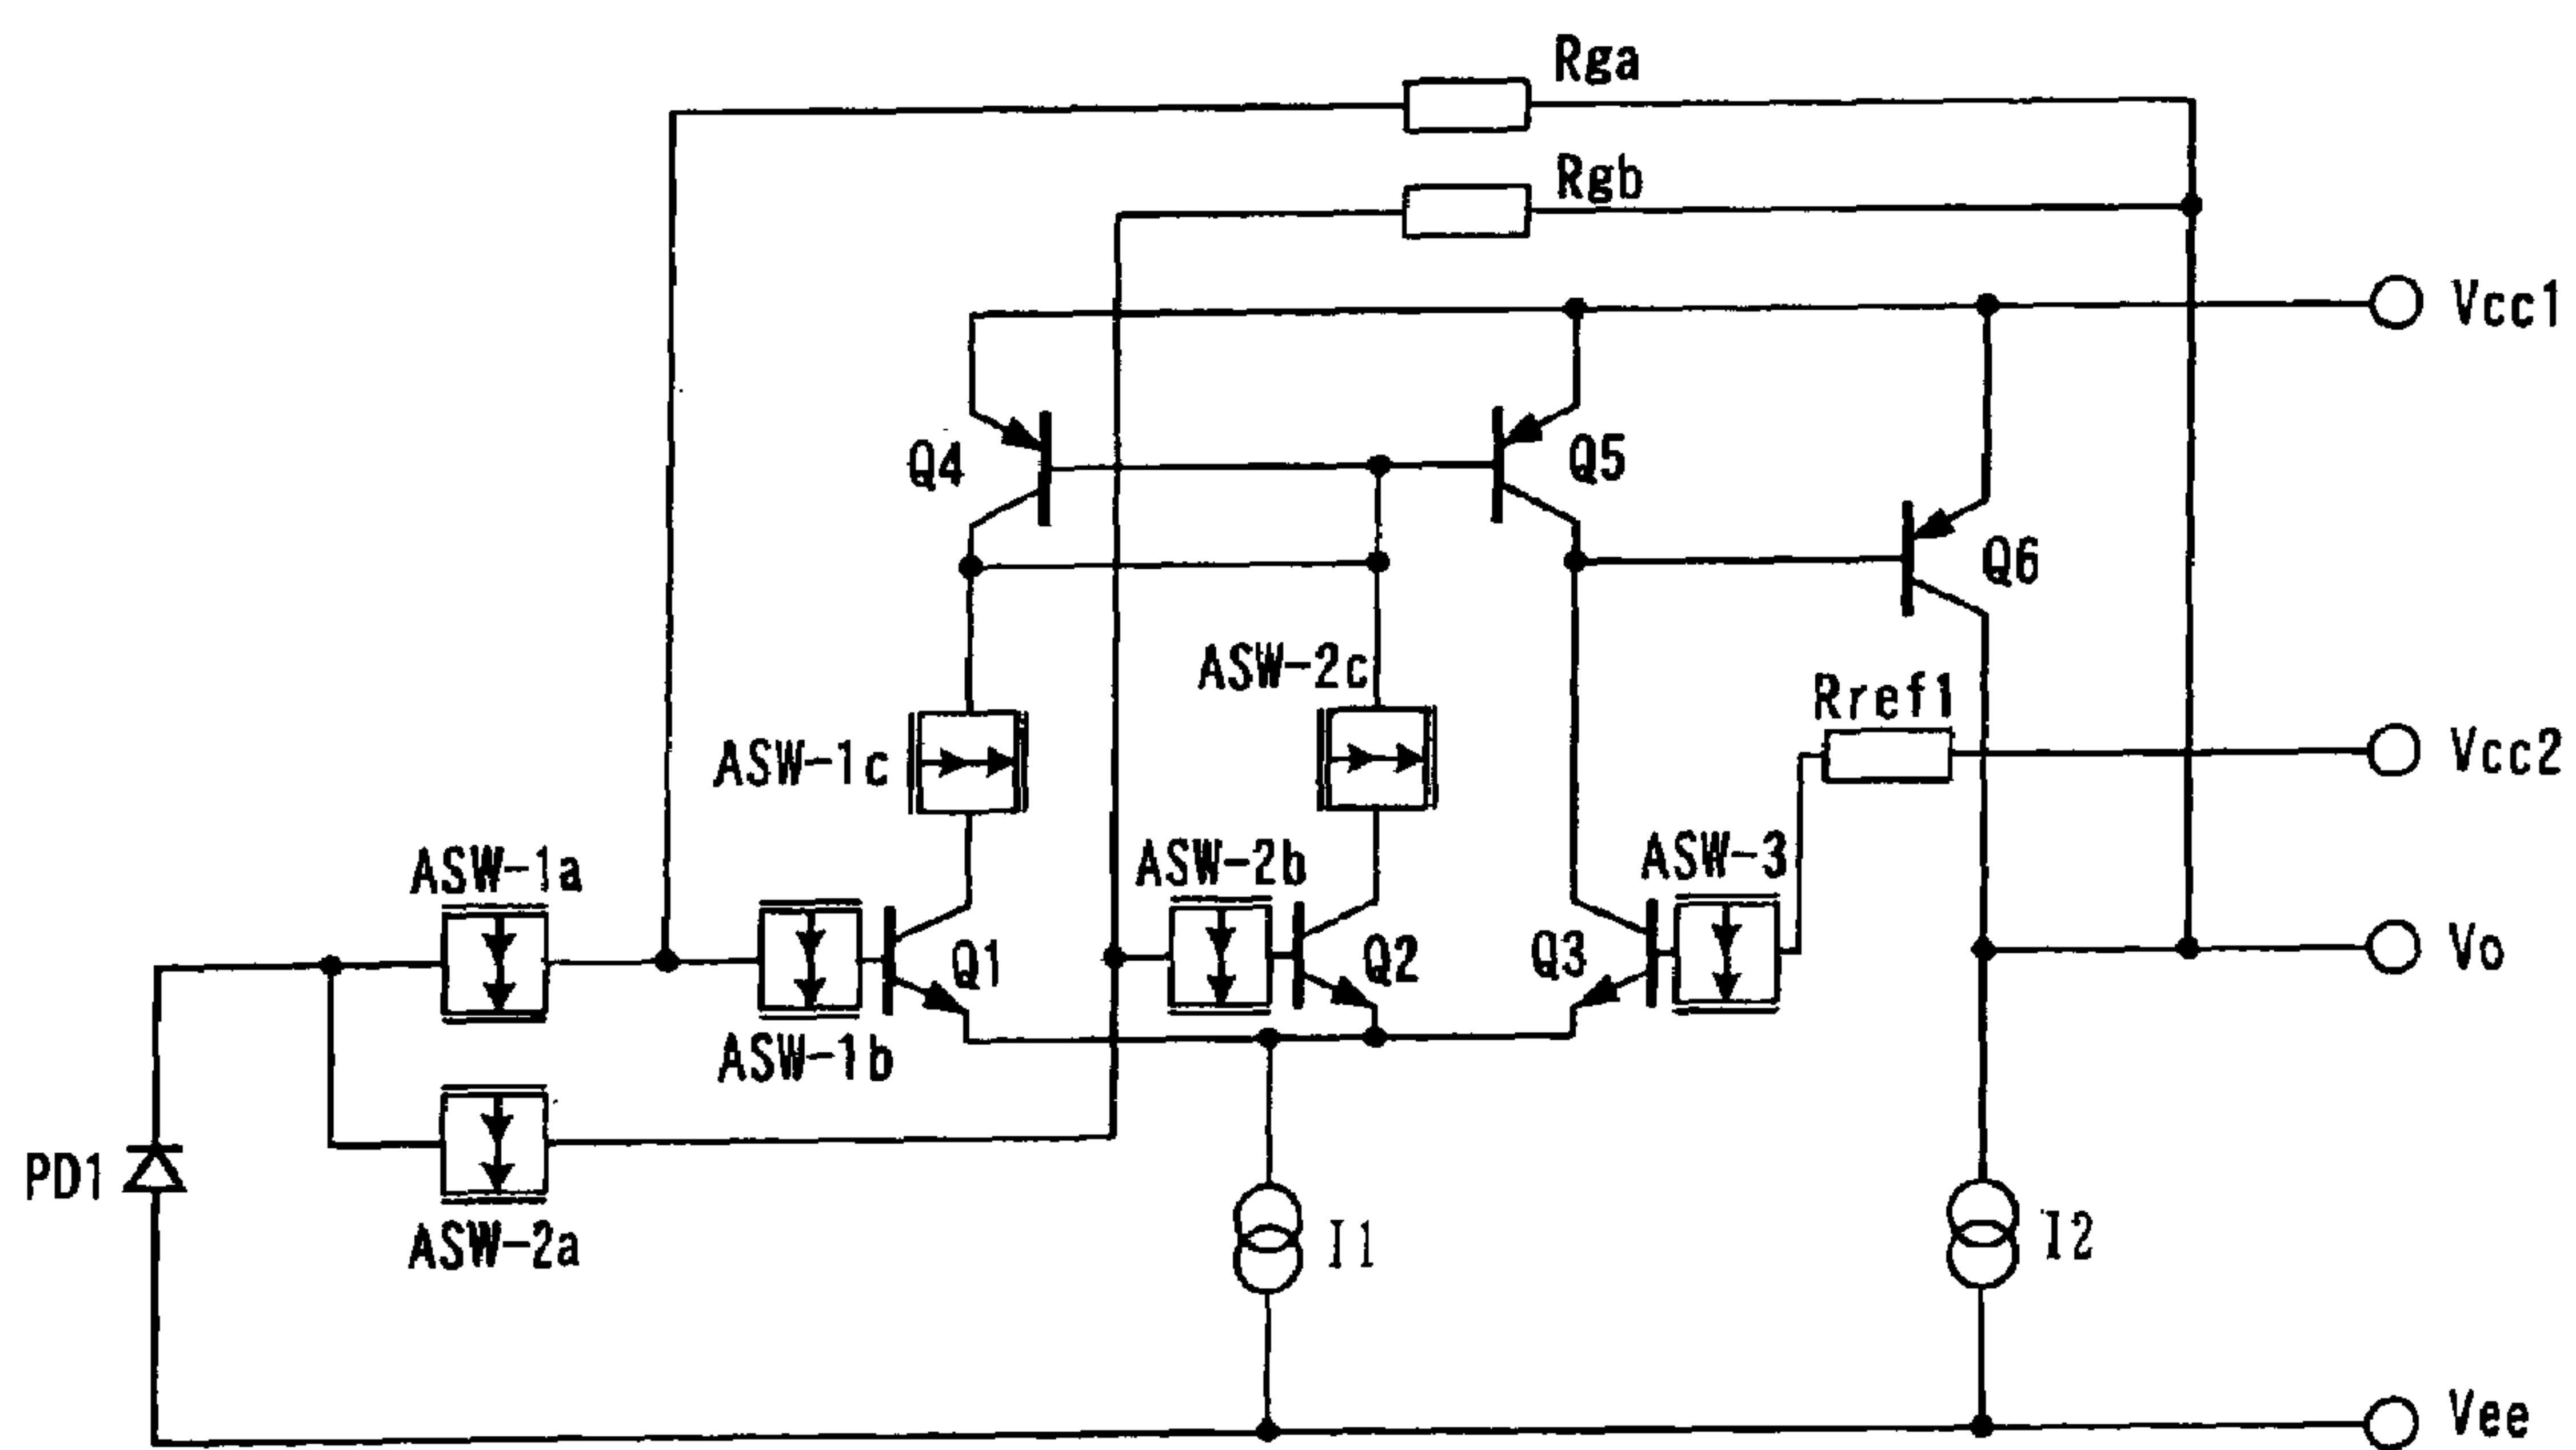 Rga
Rgb
Vcc1
Q4
Q5
Q6
ASW-2c
Rref1
ASW-1c
Vcc2
ASW-1a
ASW-2b
ASW-3
Q1
Q2
Q3
Vo
ASW-1b
PD1
ASW-2a
I1
I2
Vee